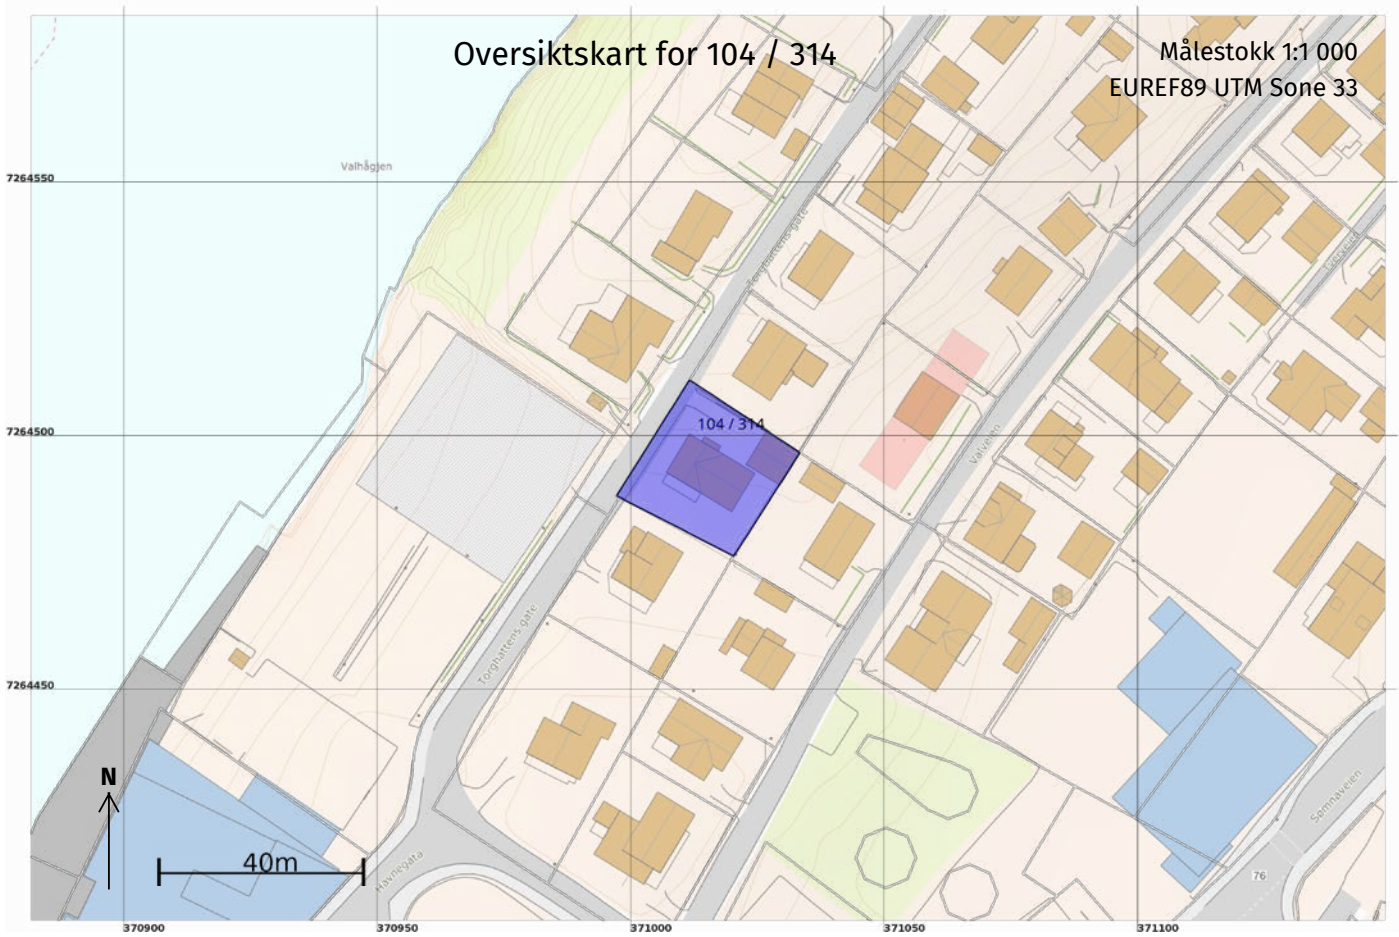 Oversiktskart for 104 / 314
Målestokk 1:1 000
EUREF89 UTM Sone 33
Valhågjen
7264550
Torghattens gate
Tverrveien
104 / 314
7264500
Valveien
Torghattens gate
7264450
N
40m
Havnegata
Sømnaveien
76
370900
370950
371000
371050
371100